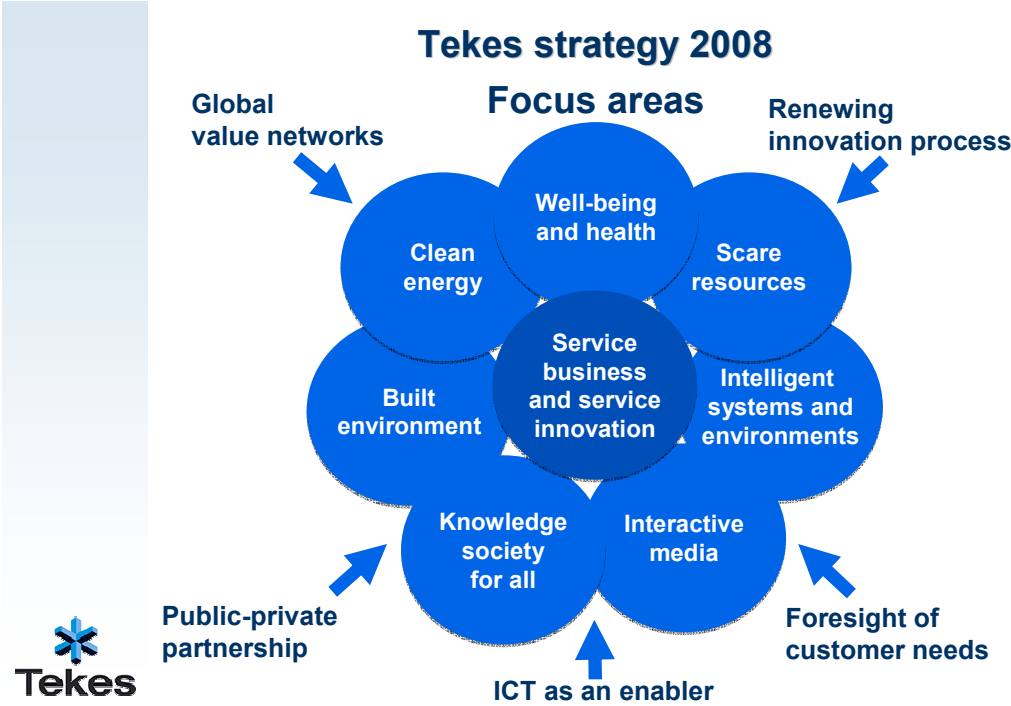 Tekes strategy 2008
Focus areas
Global
value networks
Renewing
innovation process
Well-being
and health
Clean
energy
Scare
resources
Service
business
and service
innovation
Built
environment
Intelligent
systems and
environments
Knowledge
society
for all
Interactive
media
Public-private
partnership
Foresight of
customer needs
ICT as an enabler
Tekes